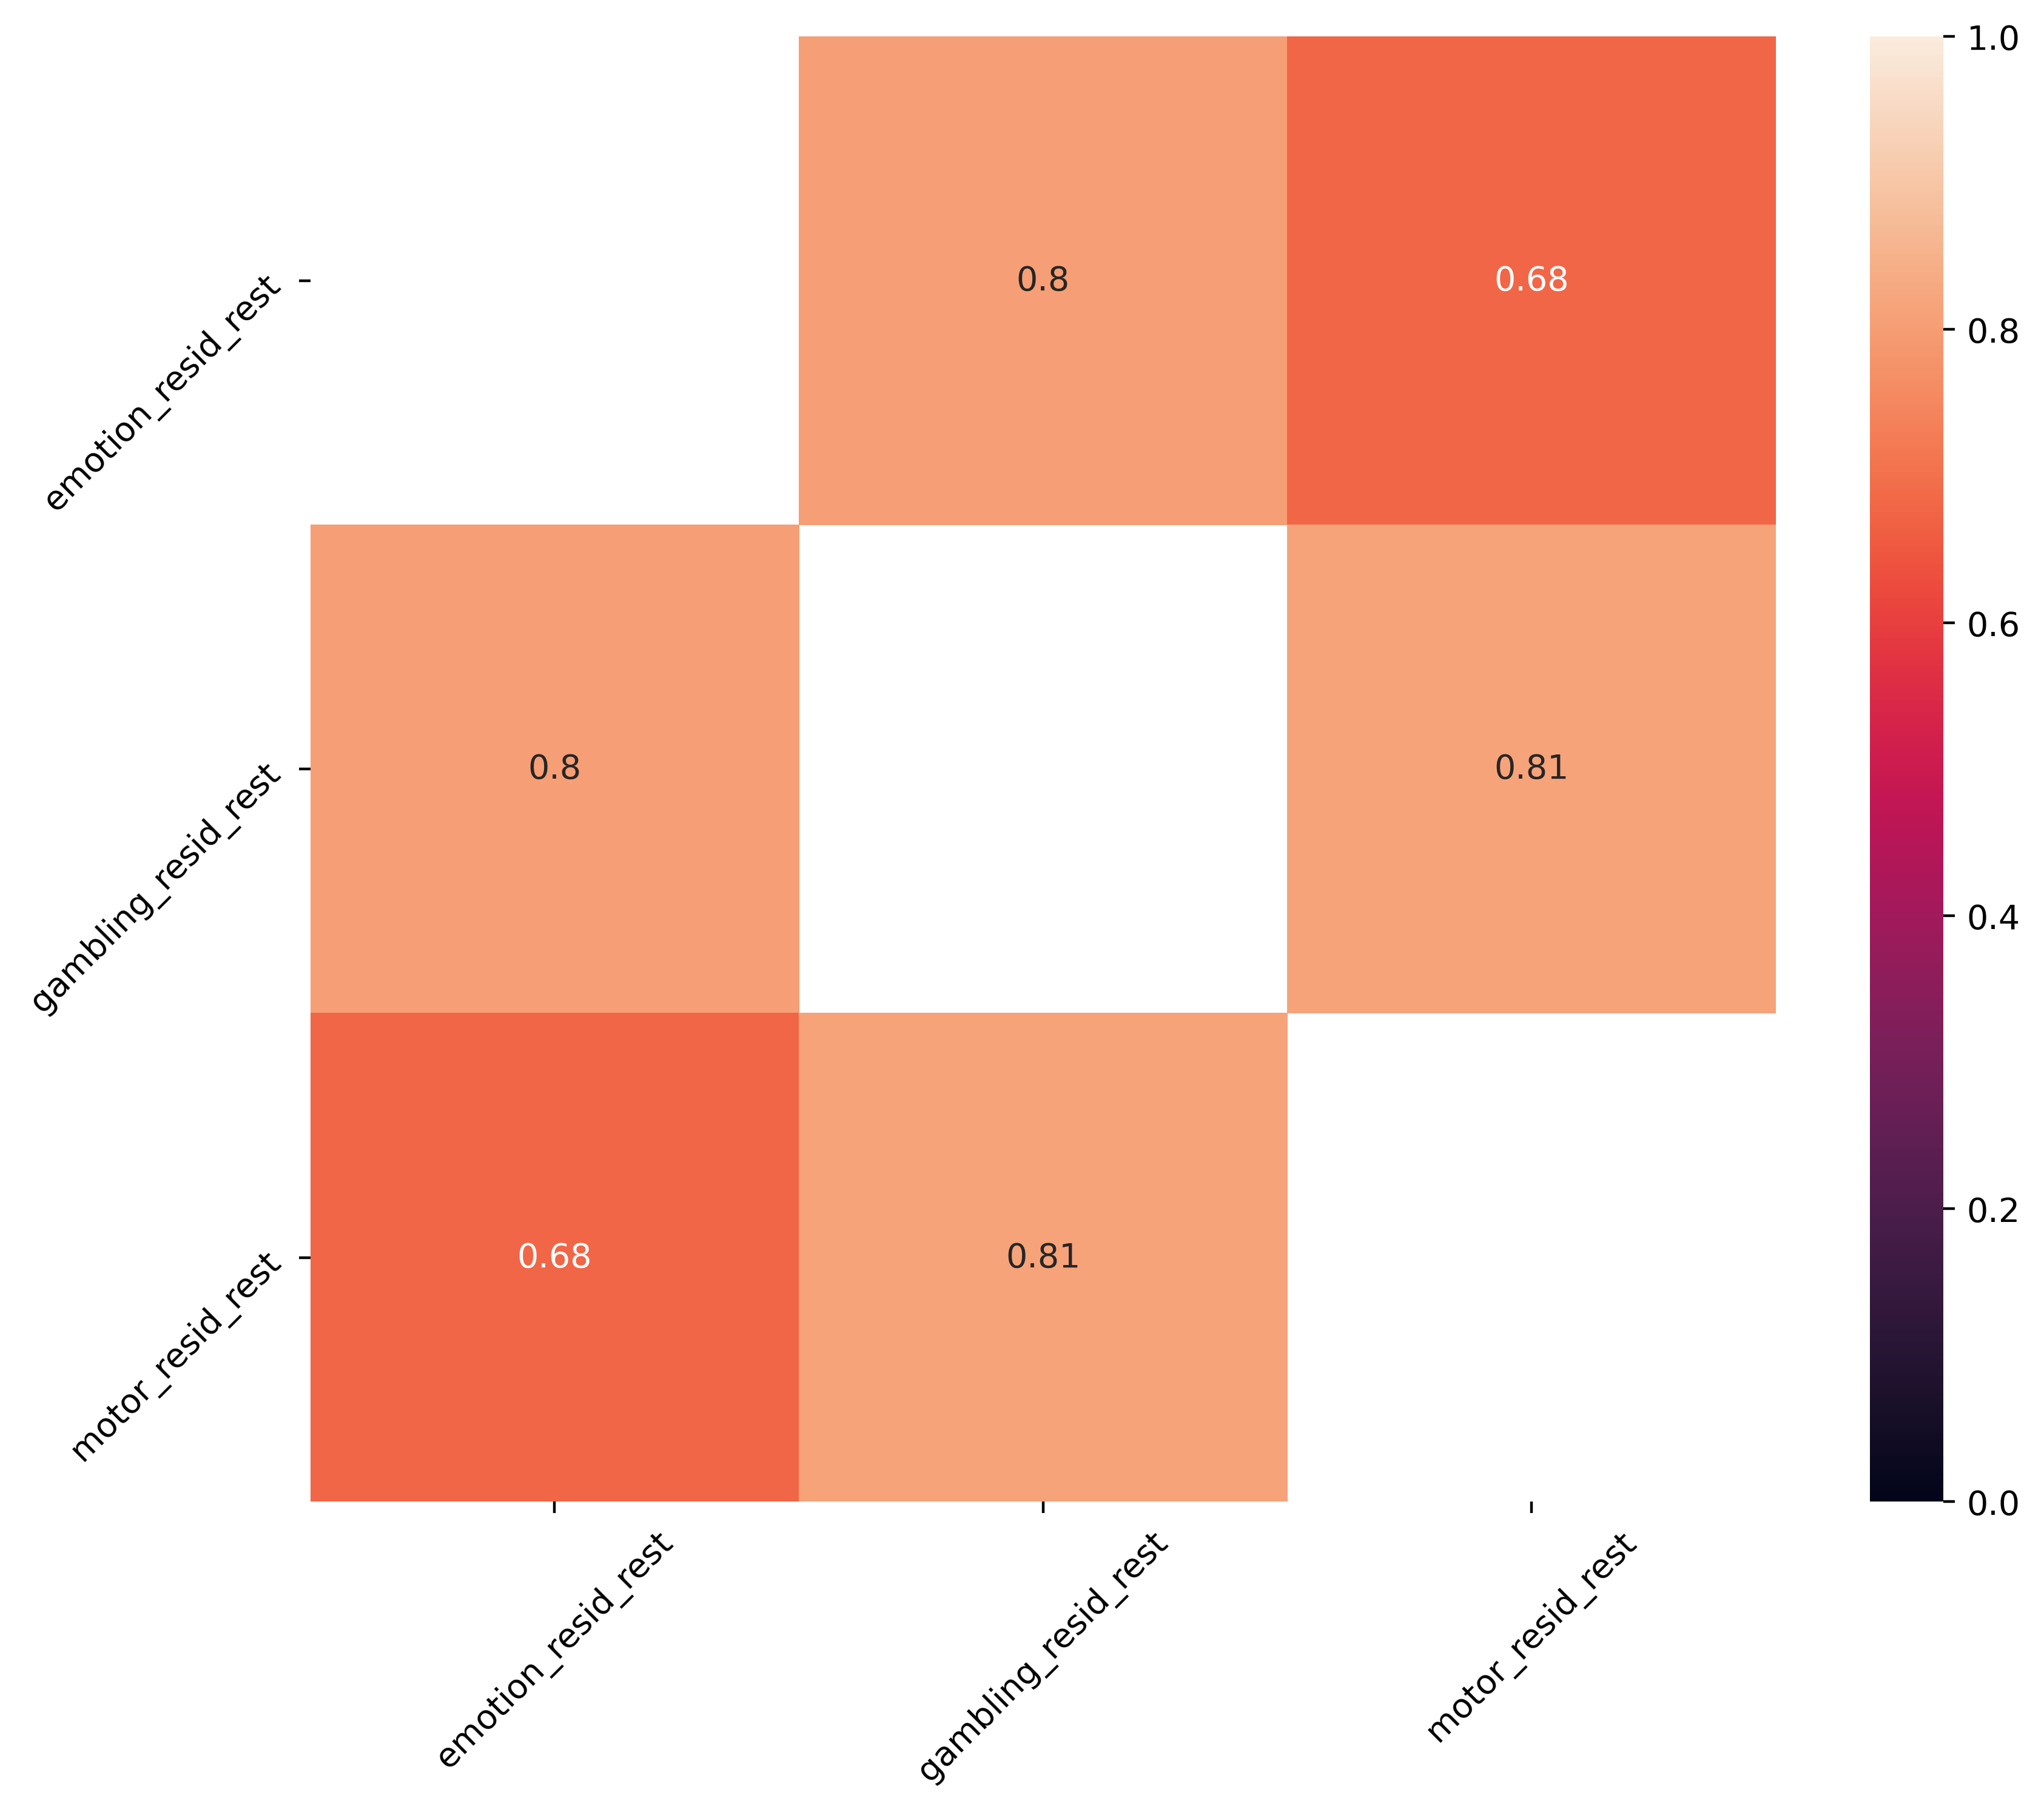 emotion_resid_rest
0.8
0.68
gambling_resid_rest
0.8
0.81
motor_resid_rest
0.68
0.81
emotion_resid_rest
gambling_resid_rest
motor_resid_rest
1.0
0.8
0.6
0.4
0.2
0.0